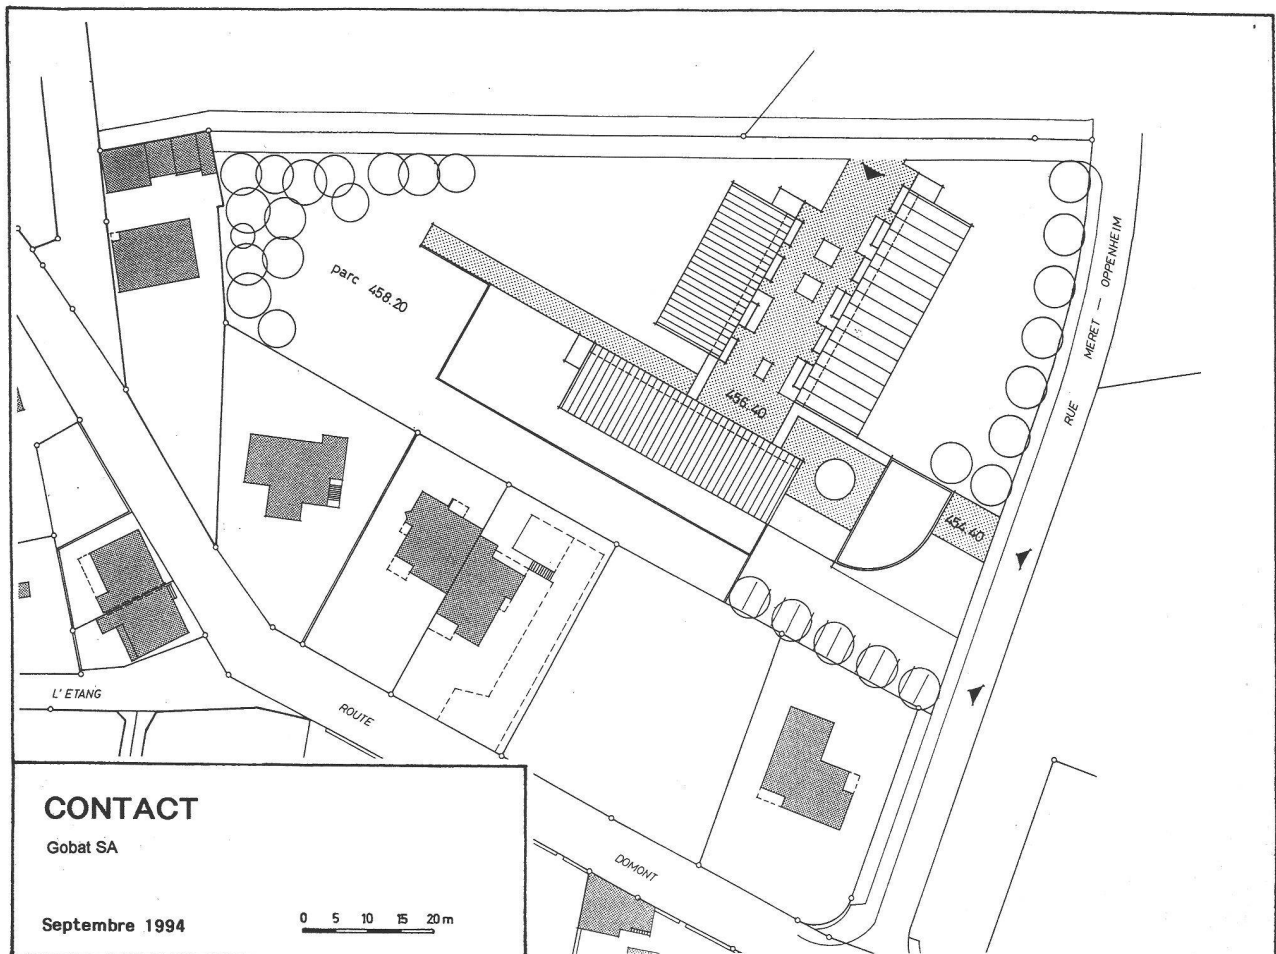 parc 458.20
456.40
454.40
RUE MERET - OPPENHEIM
L'ETANG
ROUTE
DOMONT
CONTACT
Gobat SA
Septembre 1994
0 5 10 15 20 m